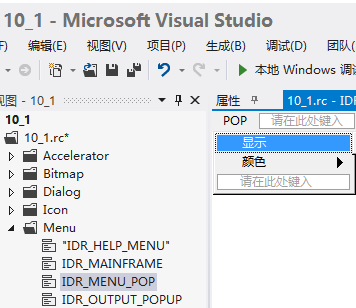 10_1 - Microsoft Visual Studio
(F) 编辑(E) 视图(V) 项目(P) 生成(B) 调试(D) 团队(
本地 Windows 调
视图 - 10_1
属性 10_1.rc - ID
10_1
POP 请在此处键入
10_1.rc*
显示
Accelerator
颜色
Bitmap
请在此处键入
Dialog
Icon
Menu
"IDR_HELP_MENU"
IDR_MAINFRAME
IDR_MENU_POP
IDR_OUTPUT_POPUP